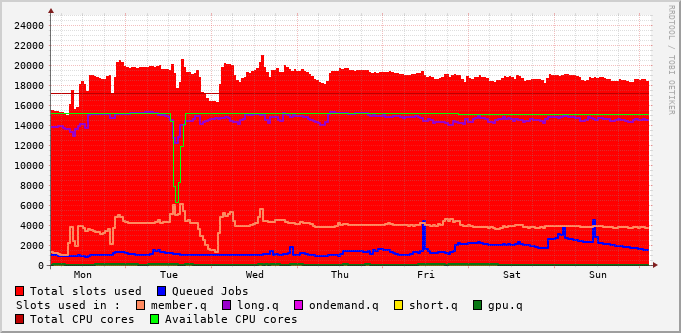 RRDTOOL / TOBI OETIKER
24000
22000
20000
18000
16000
14000
12000
10000
8000
6000
4000
2000
0
Mon Tue Wed Thu Fri Sat Sun
Total slots used Queued Jobs
Slots used in : member.q long.q ondemand.q short.q gpu.q
Total CPU cores Available CPU cores